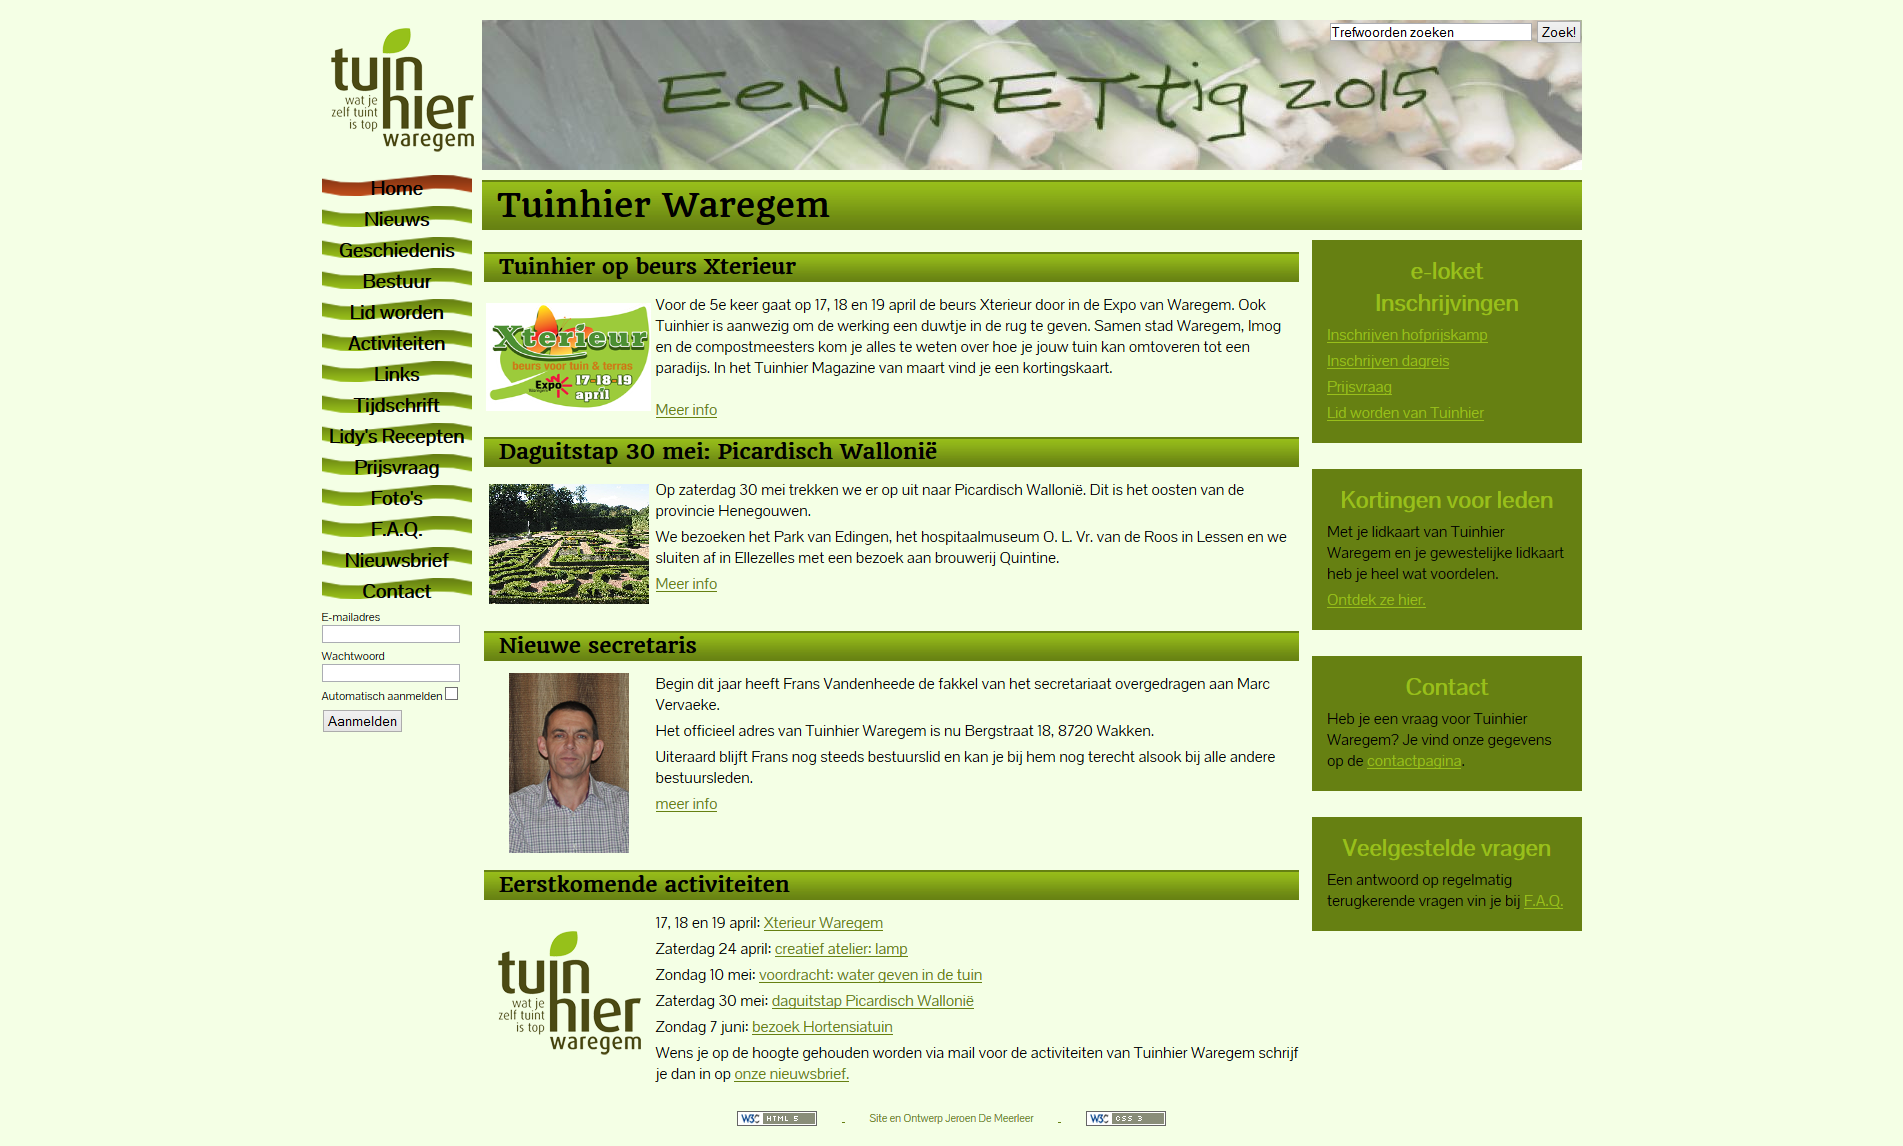 tuin
hier
wat je
zelf tuint
is top
waregem
EEN PRETTIG 2015
Trefwoorden zoeken
Zoek!
Home
Nieuws
Geschiedenis
Bestuur
Lid worden
Activiteiten
Links
Tijdschrift
Lidy's Recepten
Prijsvraag
Foto's
F.A.Q.
Nieuwsbrief
Contact
E-mailadres
Wachtwoord
Automatisch aanmelden
Aanmelden
Tuinhier Waregem
Tuinhier op beurs Xterieur
Xterieur
beurs voor tuin & terras
Expo
17-18-19
april
Voor de 5e keer gaat op 17, 18 en 19 april de beurs Xterieur door in de Expo van Waregem. Ook
Tuinhier is aanwezig om de werking een duwtje in de rug te geven. Samen stad Waregem, Imog
en de compostmeesters kom je alles te weten over hoe je jouw tuin kan omtoveren tot een
paradijs. In het Tuinhier Magazine van maart vind je een kortingskaart.
Meer info
Daguitstap 30 mei: Picardisch Wallonië
Op zaterdag 30 mei trekken we er op uit naar Picardisch Wallonië. Dit is het oosten van de
provincie Henegouwen.
We bezoeken het Park van Edingen, het hospitaalmuseum O. L. Vr. van de Roos in Lessen en we
sluiten af in Ellezelles met een bezoek aan brouwerij Quintine.
Meer info
Nieuwe secretaris
Begin dit jaar heeft Frans Vandenheede de fakkel van het secretariaat overgedragen aan Marc
Vervaeke.
Het officieel adres van Tuinhier Waregem is nu Bergstraat 18, 8720 Wakken.
Uiteraard blijft Frans nog steeds bestuurslid en kan je bij hem nog terecht alsook bij alle andere
bestuursleden.
meer info
Eerstkomende activiteiten
tuin
hier
wat je
zelf tuint
is top
waregem
17, 18 en 19 april: Xterieur Waregem
Zaterdag 24 april: creatief atelier: lamp
Zondag 10 mei: voordracht: water geven in de tuin
Zaterdag 30 mei: daguitstap Picardisch Wallonië
Zondag 7 juni: bezoek Hortensiatuin
Wens je op de hoogte gehouden worden via mail voor de activiteiten van Tuinhier Waregem schrijf
je dan in op onze nieuwsbrief.
e-loket
Inschrijvingen
Inschrijven hofprijskamp
Inschrijven dagreis
Prijsvraag
Lid worden van Tuinhier
Kortingen voor leden
Met je lidkaart van Tuinhier
Waregem en je gewestelijke lidkaart
heb je heel wat voordelen.
Ontdek ze hier.
Contact
Heb je een vraag voor Tuinhier
Waregem? Je vind onze gegevens
op de contactpagina.
Veelgestelde vragen
Een antwoord op regelmatig
terugkerende vragen vin je bij F.A.Q.
W3C HTML 5
Site en Ontwerp Jeroen De Meerleer
W3C CSS 3